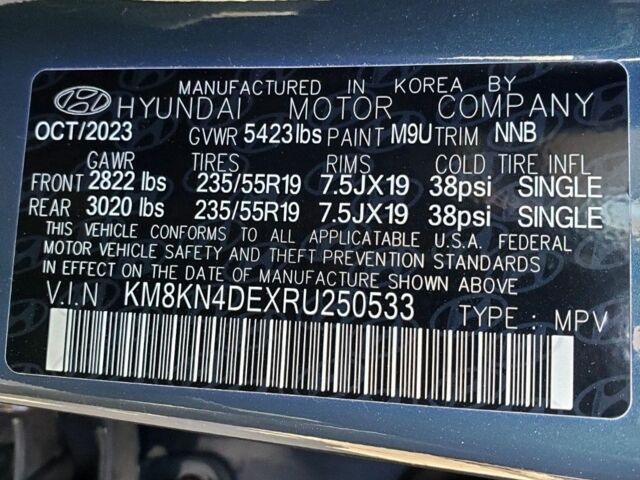 MANUFACTURED IN KOREA BY
HYUNDAI MOTOR COMPANY
OCT/2023 GVWR 5423lbs PAINT M9U TRIM NNB
GAWR TIRES RIMS COLD TIRE INFL
FRONT 2822 lbs 235/55R19 7.5JX19 38psi SINGLE
REAR 3020 lbs 235/55R19 7.5JX19 38psi SINGLE
THIS VEHICLE CONFORMS TO ALL APPLICATABLE U.S.A. FEDERAL
MOTOR VEHICLE SAFETY AND THEFT PREVENTION STANDARDS
IN EFFECT ON THE DATE OF MANUFACTURE SHOWN ABOVE
V.I.N KM8KN4DEXRU250533 TYPE : MPV